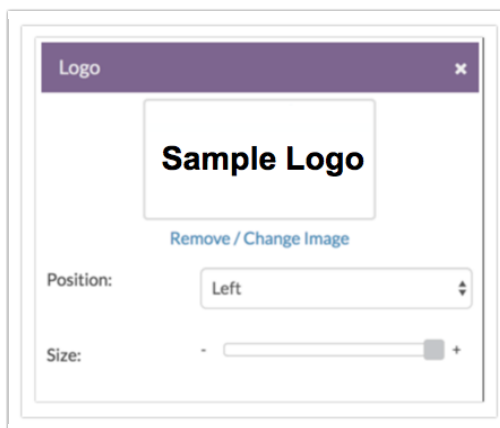 Logo ×
Sample Logo
Remove / Change Image
Position: Left
Size: - +